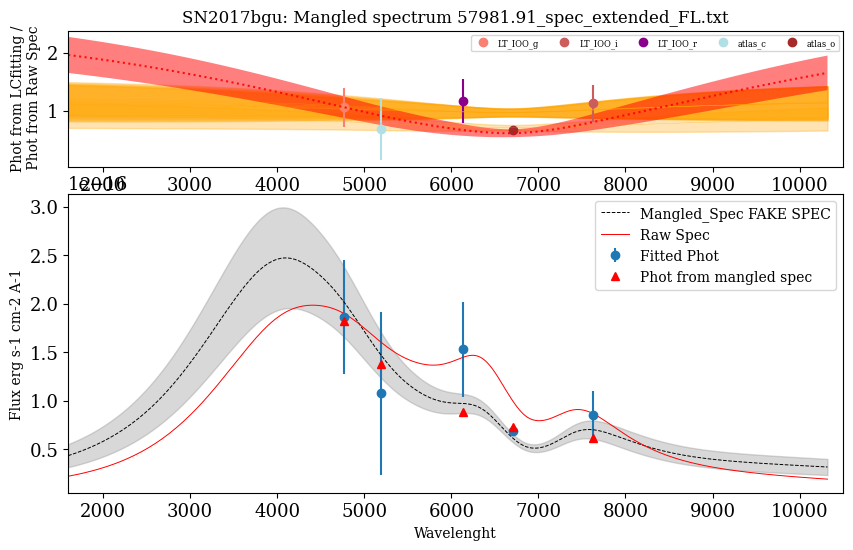 SN2017bgu: Mangled spectrum 57981.91_spec_extended_FL.txt
Phot from LCfitting /
Phot from Raw Spec
2
1
LT_IOO_g
LT_IOO_i
LT_IOO_r
atlas_c
atlas_o
2000 3000 4000 5000 6000 7000 8000 9000 10000
1e−16
Flux erg s-1 cm-2 A-1
3.0
2.5
2.0
1.5
1.0
0.5
Mangled_Spec FAKE SPEC
Raw Spec
Fitted Phot
Phot from mangled spec
2000 3000 4000 5000 6000 7000 8000 9000 10000
Wavelenght